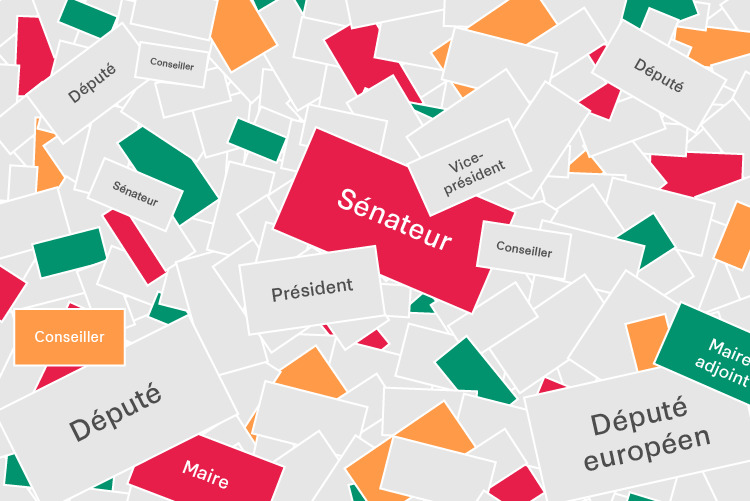 Député
Conseiller
Député
Vice-
président
Sénateur
Sénateur
Conseiller
Président
Conseiller
Maire
adjoint
Député
Député
européen
Maire